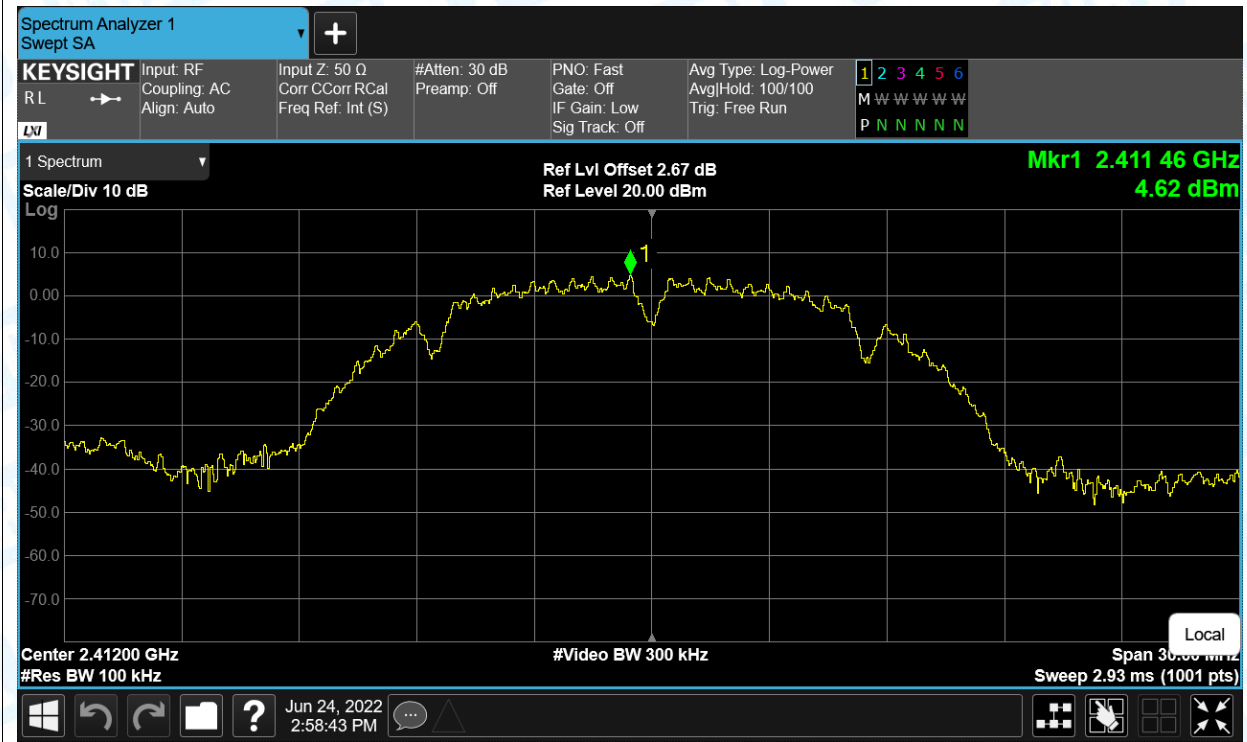 Spectrum Analyzer 1
Swept SA
KEYSIGHT
R L
LXI
Input: RF
Coupling: AC
Align: Auto
Input Z: 50 Ω
Corr CCorr RCal
Freq Ref: Int (S)
#Atten: 30 dB
Preamp: Off
PNO: Fast
Gate: Off
IF Gain: Low
Sig Track: Off
Avg Type: Log-Power
Avg|Hold: 100/100
Trig: Free Run
1 2 3 4 5 6
M W W W W W
P N N N N N
1 Spectrum
Scale/Div 10 dB
Log
Ref Lvl Offset 2.67 dB
Ref Level 20.00 dBm
Mkr1 2.411 46 GHz
4.62 dBm
1
10.0
0.00
-10.0
-20.0
-30.0
-40.0
-50.0
-60.0
-70.0
Local
Center 2.41200 GHz
#Video BW 300 kHz
Span 30.00 MHz
#Res BW 100 kHz
Sweep 2.93 ms (1001 pts)
?
Jun 24, 2022
2:58:43 PM